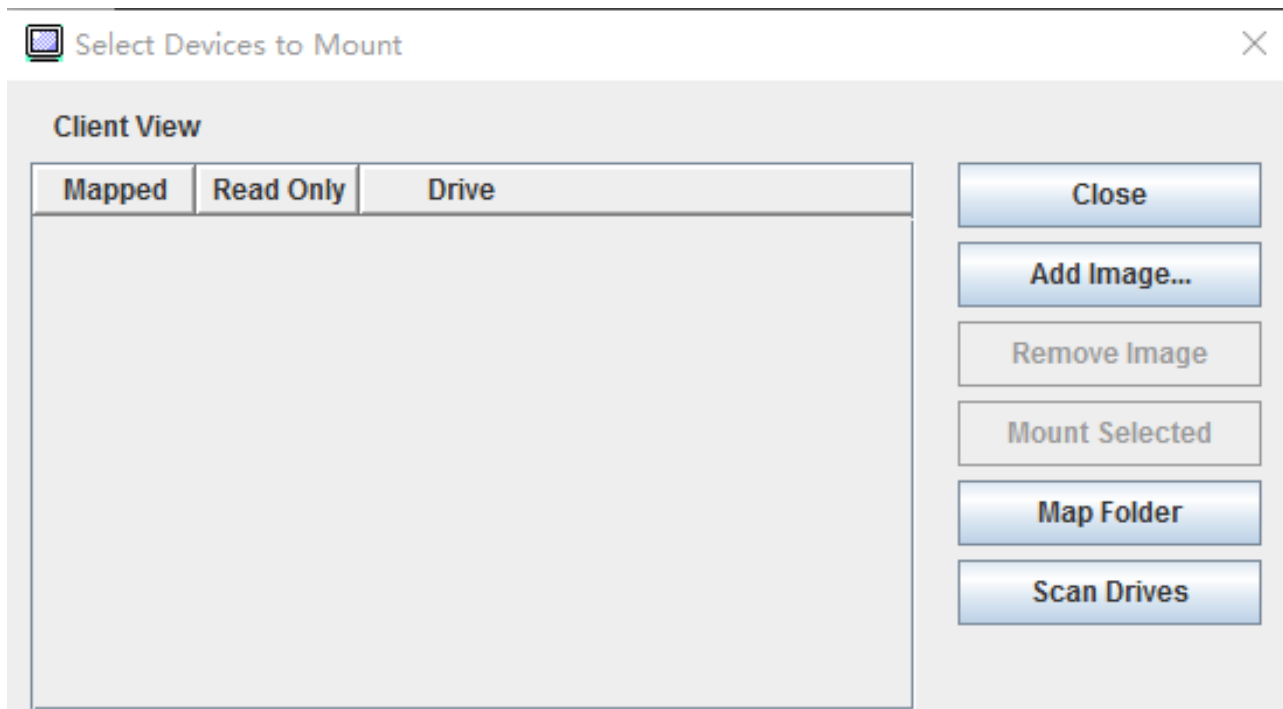 Select Devices to Mount
Client View
Mapped Read Only Drive
Close
Add Image...
Remove Image
Mount Selected
Map Folder
Scan Drives